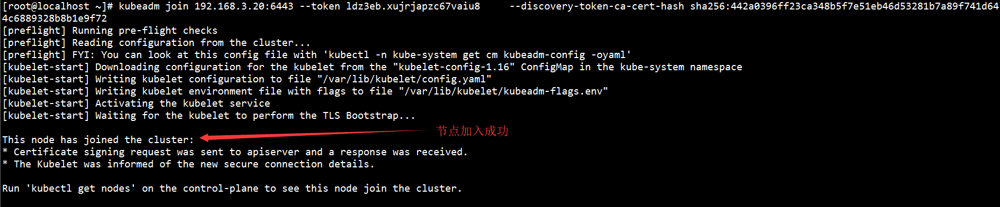 [root@localhost ~]# kubeadm join 192.168.3.20:6443 --token ldz3eb.xujrjapzc67vaiu8     --discovery-token-ca-cert-hash sha256:442a0396ff23ca348b5f7e51eb46d53281b7a89f741d64
4c6889328b8b1e9f72
[preflight] Running pre-flight checks
[preflight] Reading configuration from the cluster...
[preflight] FYI: You can look at this config file with 'kubectl -n kube-system get cm kubeadm-config -oyaml'
[kubelet-start] Downloading configuration for the kubelet from the "kubelet-config-1.16" ConfigMap in the kube-system namespace
[kubelet-start] Writing kubelet configuration to file "/var/lib/kubelet/config.yaml"
[kubelet-start] Writing kubelet environment file with flags to file "/var/lib/kubelet/kubeadm-flags.env"
[kubelet-start] Activating the kubelet service
[kubelet-start] Waiting for the kubelet to perform the TLS Bootstrap...
节点加入成功
This node has joined the cluster:
* Certificate signing request was sent to apiserver and a response was received.
* The Kubelet was informed of the new secure connection details.
Run 'kubectl get nodes' on the control-plane to see this node join the cluster.